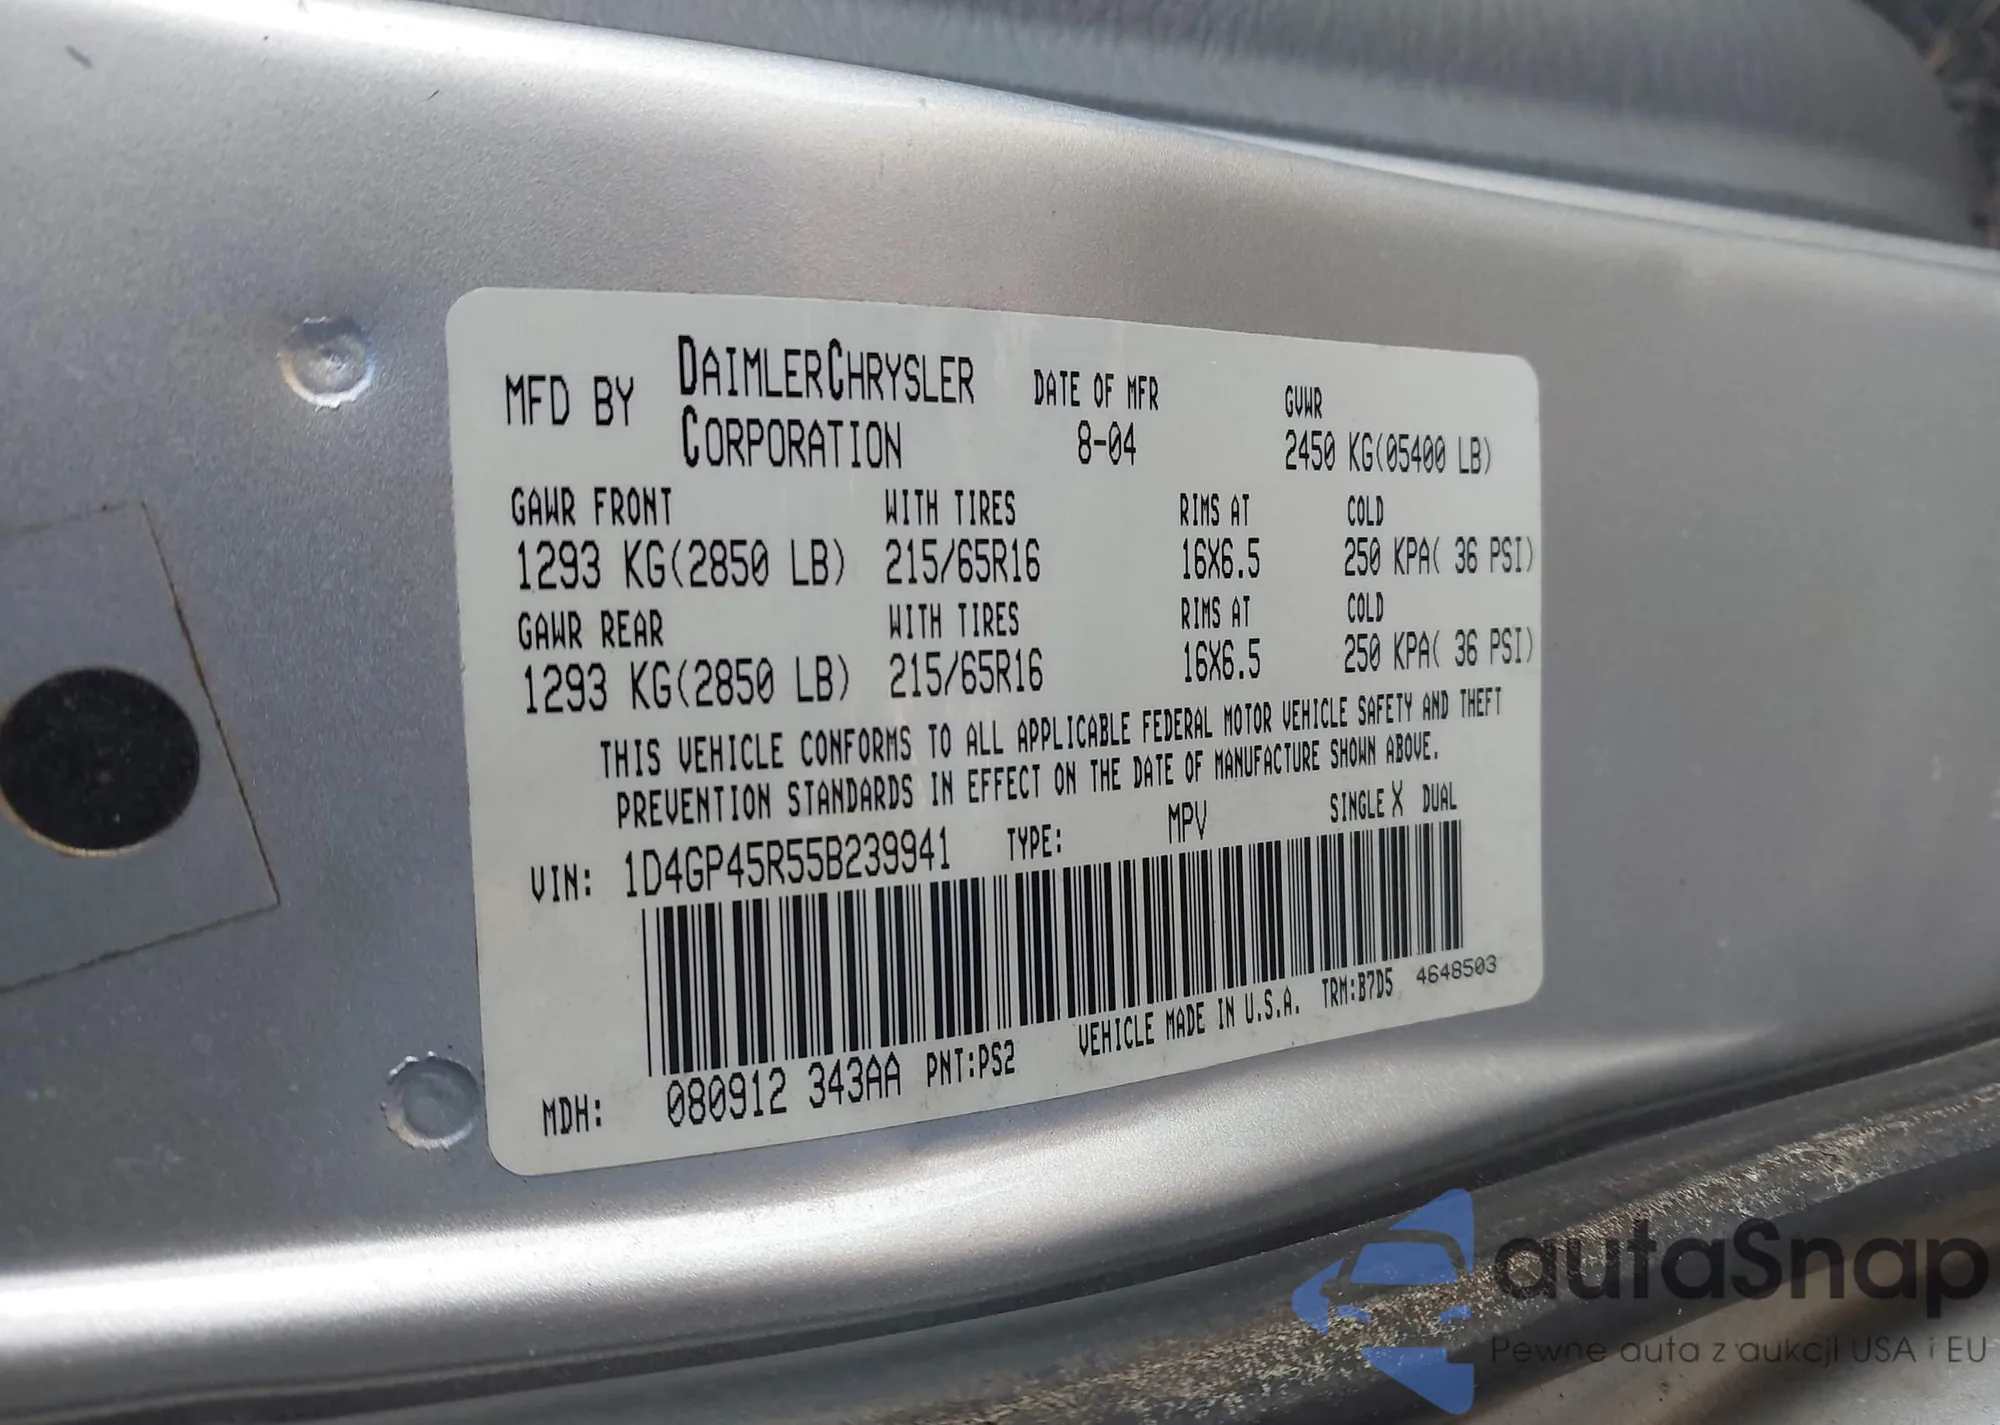 MFD BY DAIMLERCHRYSLER CORPORATION DATE OF MFR 8-04 GVWR 2450 KG(05400 LB)
GAWR FRONT WITH TIRES RIMS AT COLD
1293 KG(2850 LB) 215/65R16 16X6.5 250 KPA( 36 PSI)
GAWR REAR WITH TIRES RIMS AT COLD
1293 KG(2850 LB) 215/65R16 16X6.5 250 KPA( 36 PSI)
THIS VEHICLE CONFORMS TO ALL APPLICABLE FEDERAL MOTOR VEHICLE SAFETY AND THEFT
PREVENTION STANDARDS IN EFFECT ON THE DATE OF MANUFACTURE SHOWN ABOVE.
VIN: 1D4GP45R55B239941 TYPE: MPV SINGLE X DUAL
MDH: 080912 343AA PNT:PS2 VEHICLE MADE IN U.S.A. TRM:B7D5 4648503
autaSnap
Pewne auta z aukcji USA i EU